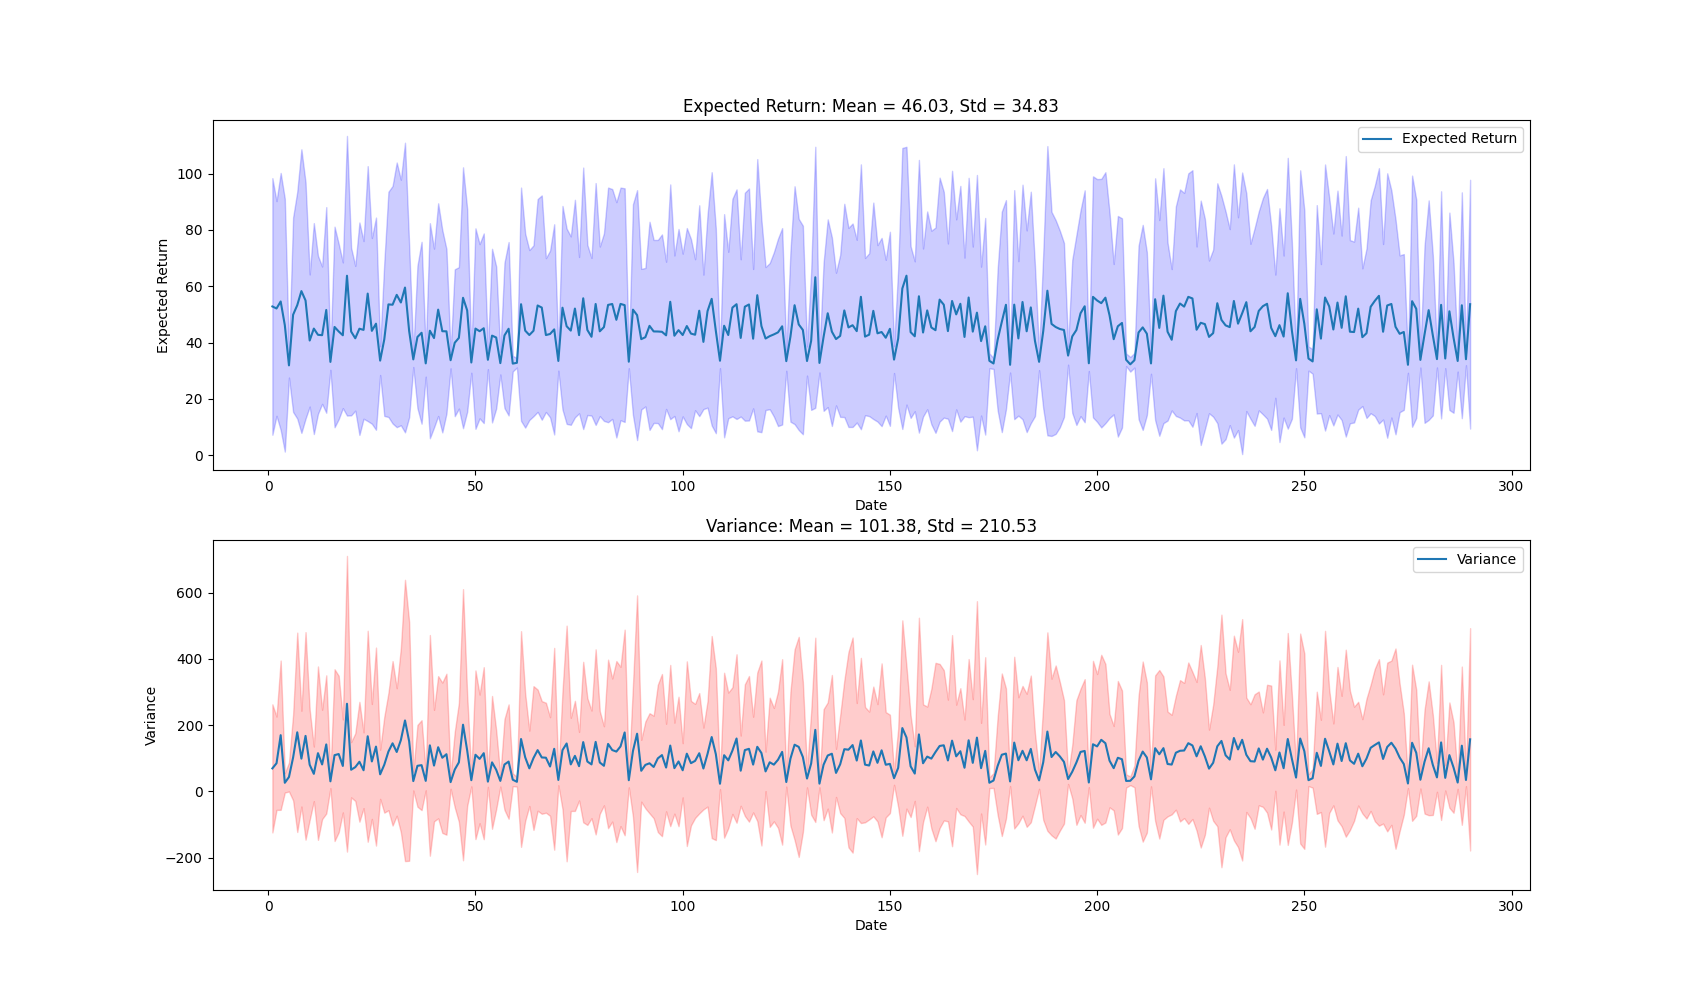 Expected Return: Mean = 46.03, Std = 34.83
Expected Return
100
80
60
40
20
0
Expected Return
0 50 100 150 200 250 300
Date
Variance: Mean = 101.38, Std = 210.53
Variance
600
400
200
0
−200
Variance
0 50 100 150 200 250 300
Date